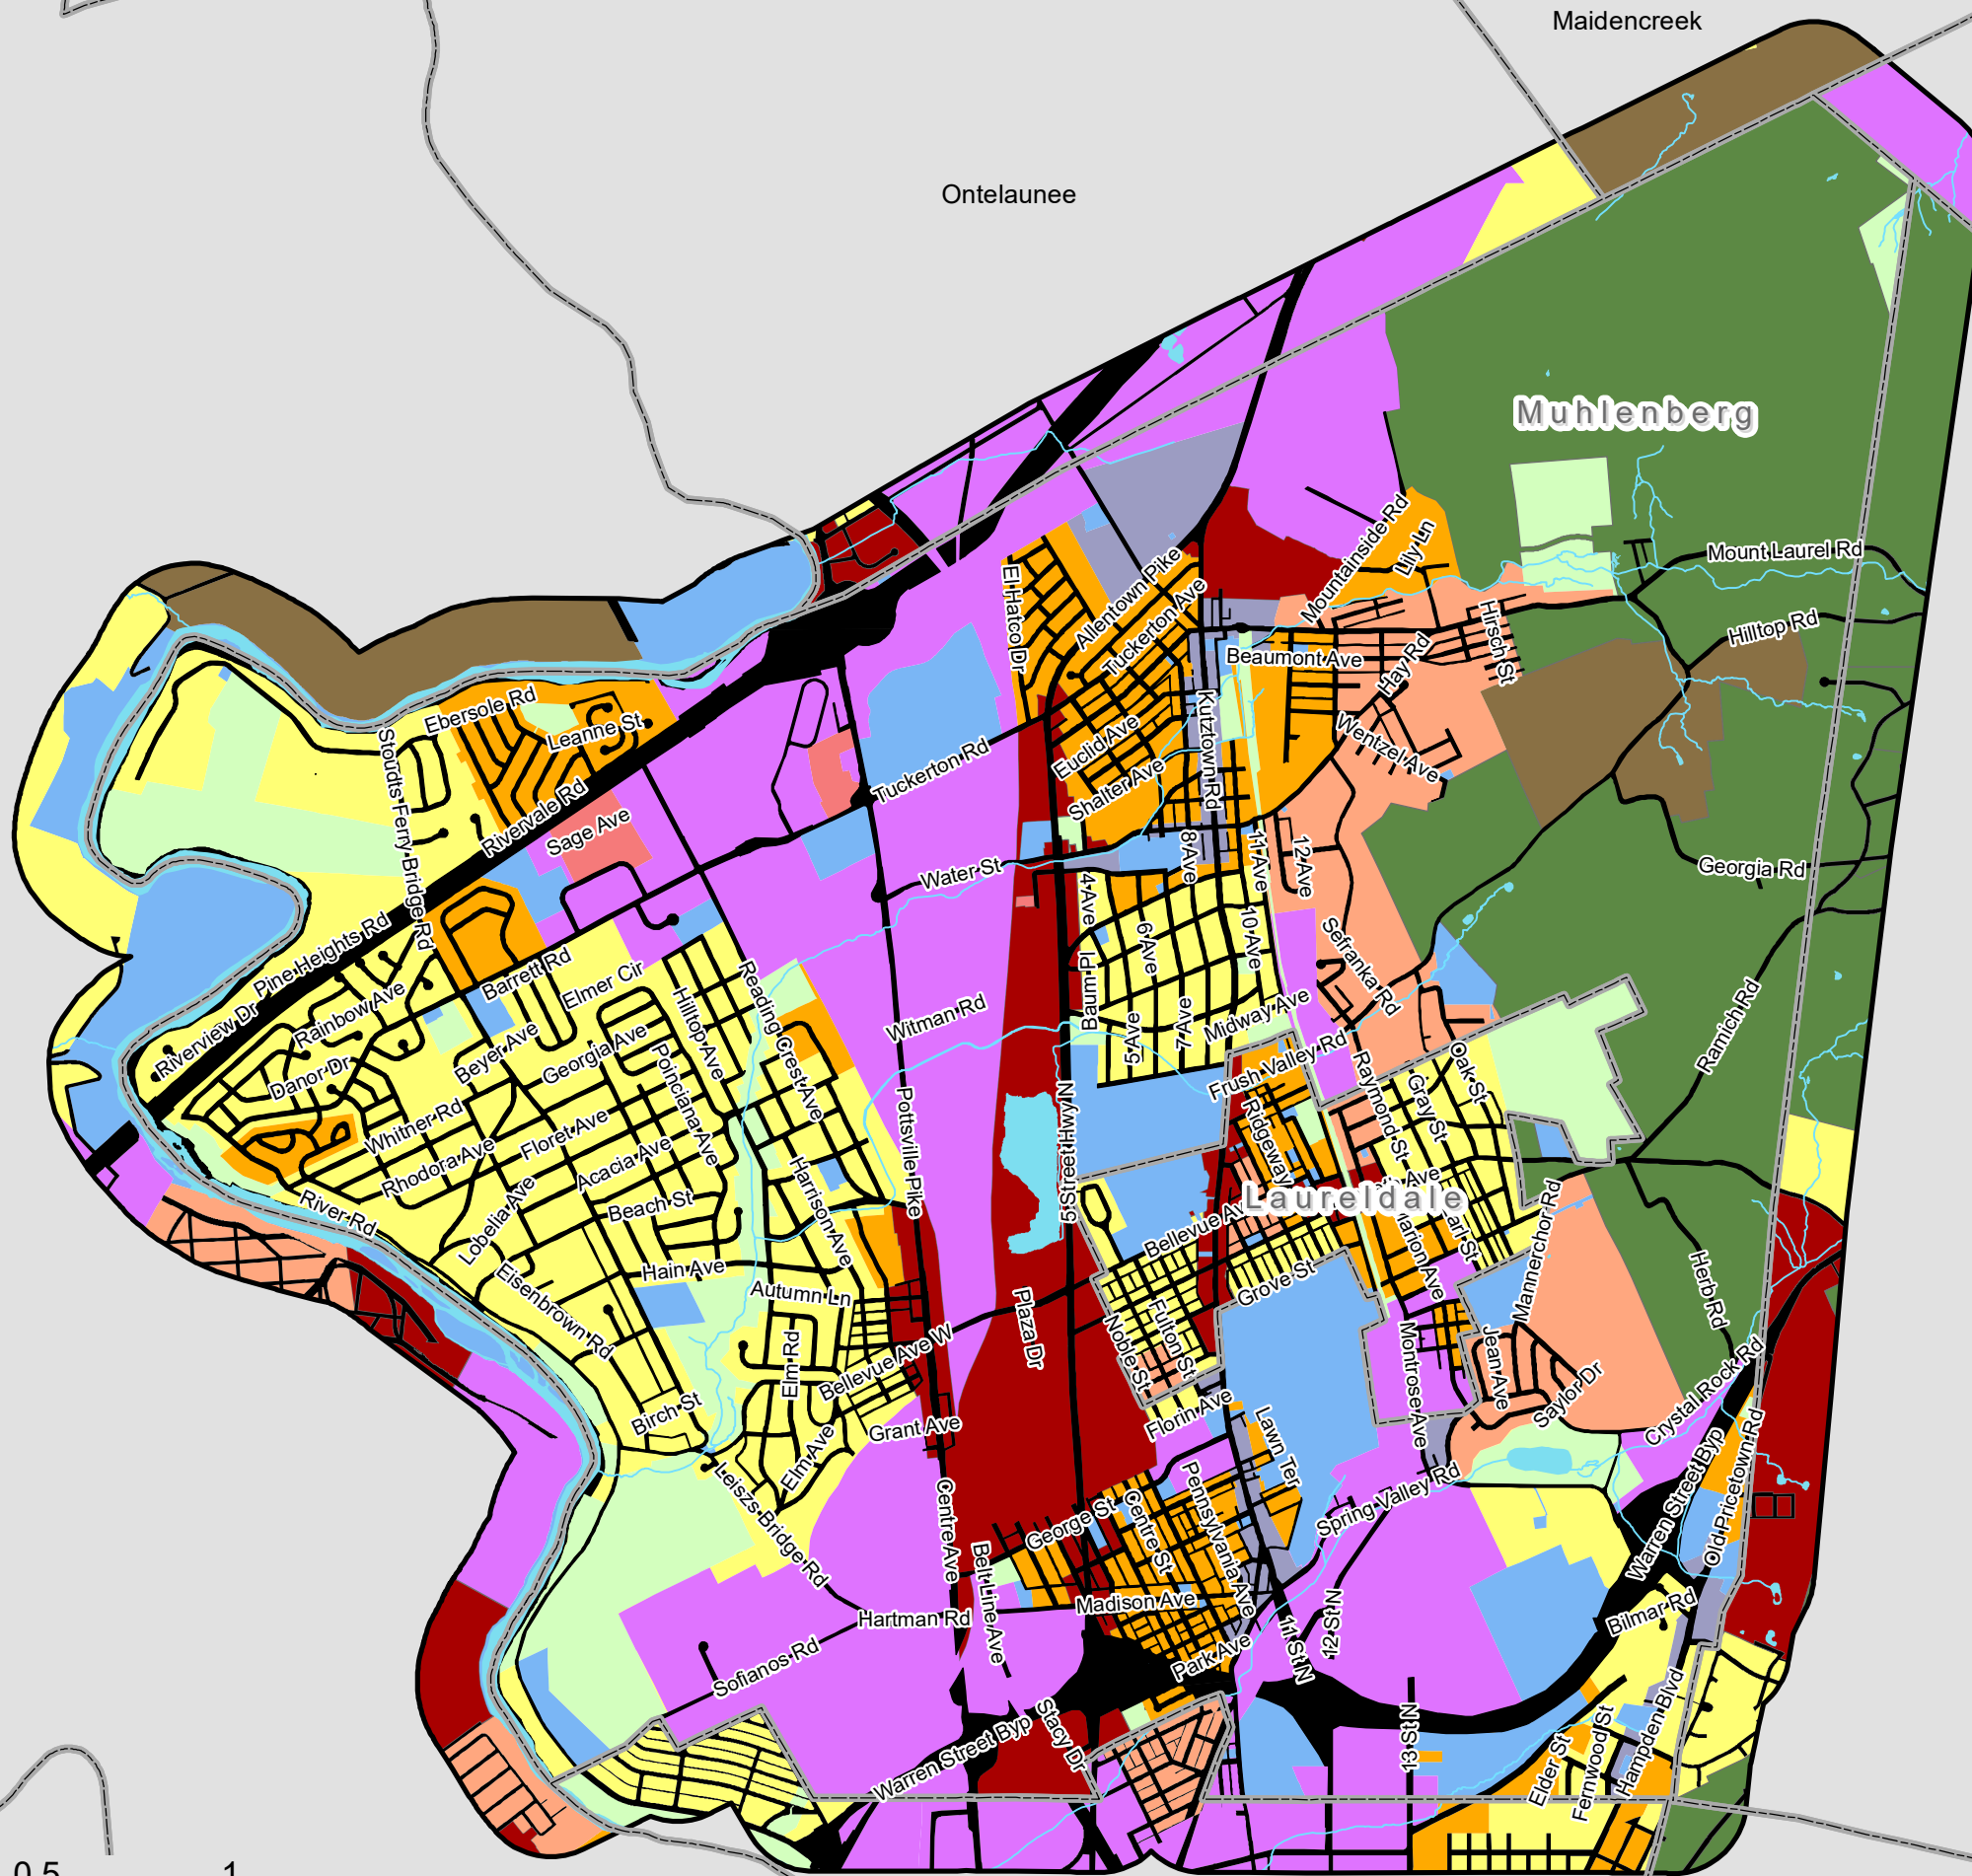 Maidencreek
Ontelaunee
Muhlenberg
Mount Laurel Rd
Mountainside Rd
Lily Ln
El Hatco Dr
Allentown Pike
Tuckerton Ave
Hirsch St
Hilltop Rd
Beaumont Ave
Hay Rd
Ebersole Rd
Leanne St
Kutztown Rd
Wentzel Ave
Euclid Ave
Stoudts Ferry Bridge Rd
Tuckerton Rd
Shalter Ave
Rivervale Rd
Sage Ave
Water St
8 Ave
11 Ave
12 Ave
Georgia Rd
4 Ave
6 Ave
10 Ave
Sefranka Rd
Pine Heights Rd
Barrett Rd
Elmer Cir
Reading Crest Ave
Hilltop Ave
Banum Pl
Rainbow Ave
Riverview Dr
Witman Rd
5 Ave
7 Ave
Midway Ave
Ramich Rd
Danor Dr
Beyer Ave
Georgia Ave
Poinciana Ave
Frush Valley Rd
Raymond St
Gray St
Oak St
Whitner Rd
Floret Ave
Pottsville Pike
5 Street Hwy N
Ridgeway
Rhodora Ave
Acacia Ave
Harrison Ave
Laureldale
River Rd
Lobelia Ave
Beach St
Bellevue Av
Marion Ave
Mannerchor Rd
Hain Ave
Eisenbrown Rd
Autumn Ln
Grove St
Herb Rd
Plaza Dr
Noble St
Fulton St
Montrose Ave
Jean Ave
Elm Rd
Bellevue Ave W
Saylor Dr
Crystal Rock Rd
Birch St
Grant Ave
Florin Ave
Lawn Ter
Elm Ave
Leiszs Bridge Rd
Centre Ave
Pennsylvania Ave
Spring Valley Rd
Warren Street Byp
Old Pricetown Rd
George St
Centre St
Belt Line Ave
Madison Ave
Hartman Rd
Bilmar Rd
11 St N
12 St N
Park Ave
Sofianos Rd
Stacy Dr
Warren Street Byp
13 St N
Elder St
Fernwood St
Hampden Blvd
0.5
1